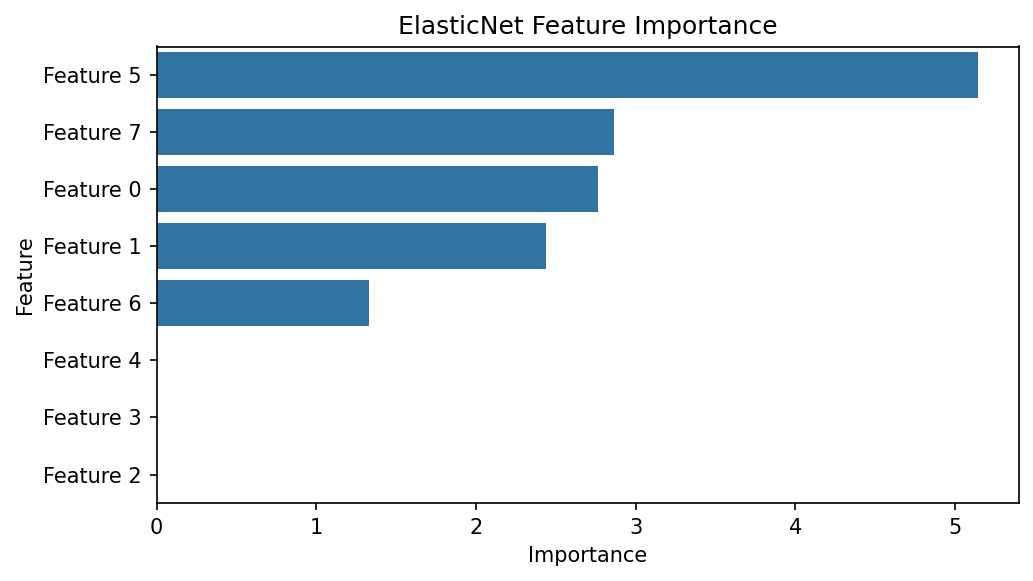 ElasticNet Feature Importance
Feature
Feature 5
Feature 7
Feature 0
Feature 1
Feature 6
Feature 4
Feature 3
Feature 2
0 1 2 3 4 5
Importance